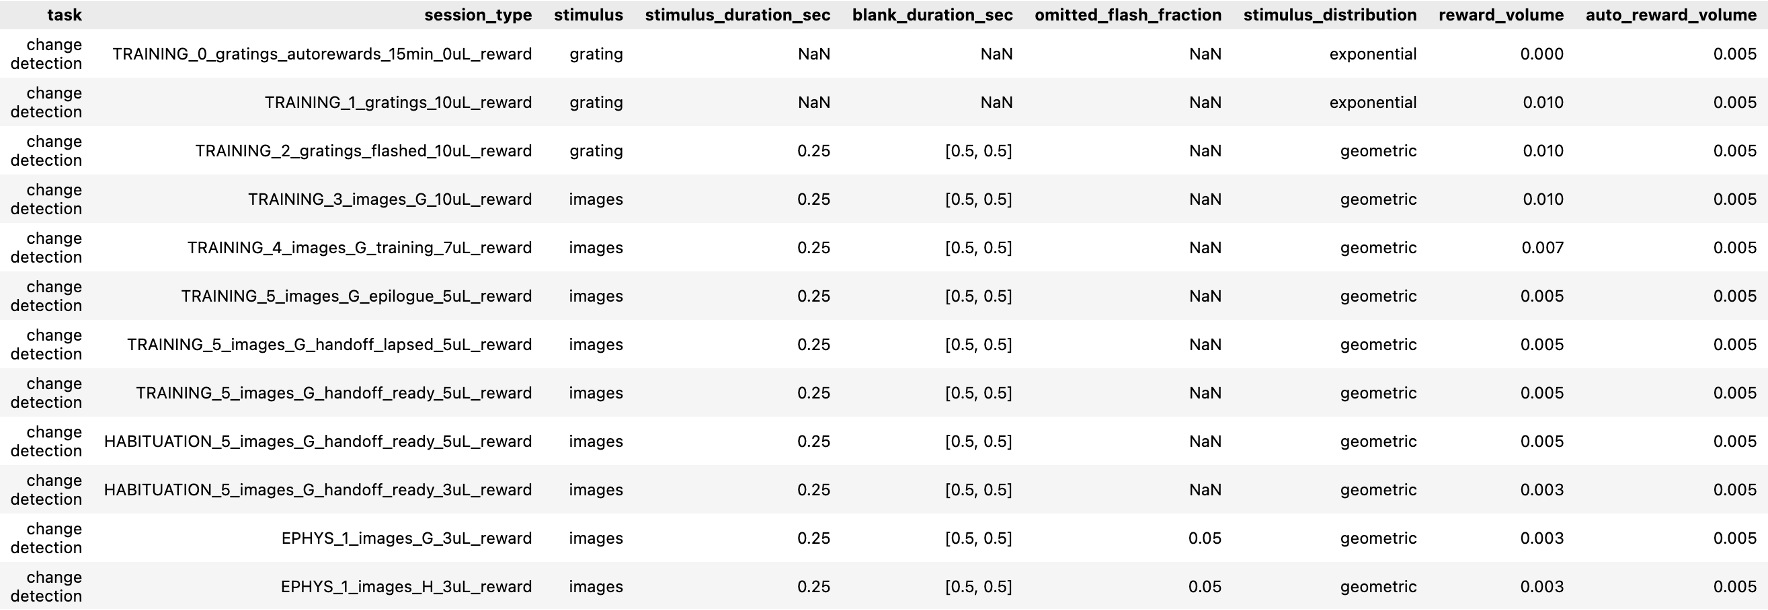 task session_type stimulus stimulus_duration_sec blank_duration_sec omitted_flash_fraction stimulus_distribution reward_volume auto_reward_volume
change detection TRAINING_0_gratings_autorewards_15min_0uL_reward grating NaN NaN NaN exponential 0.000 0.005
change detection TRAINING_1_gratings_10uL_reward grating NaN NaN NaN exponential 0.010 0.005
change detection TRAINING_2_gratings_flashed_10uL_reward grating 0.25 [0.5, 0.5] NaN geometric 0.010 0.005
change detection TRAINING_3_images_G_10uL_reward images 0.25 [0.5, 0.5] NaN geometric 0.010 0.005
change detection TRAINING_4_images_G_training_7uL_reward images 0.25 [0.5, 0.5] NaN geometric 0.007 0.005
change detection TRAINING_5_images_G_epilogue_5uL_reward images 0.25 [0.5, 0.5] NaN geometric 0.005 0.005
change detection TRAINING_5_images_G_handoff_lapsed_5uL_reward images 0.25 [0.5, 0.5] NaN geometric 0.005 0.005
change detection TRAINING_5_images_G_handoff_ready_5uL_reward images 0.25 [0.5, 0.5] NaN geometric 0.005 0.005
change detection HABITUATION_5_images_G_handoff_ready_5uL_reward images 0.25 [0.5, 0.5] NaN geometric 0.005 0.005
change detection HABITUATION_5_images_G_handoff_ready_3uL_reward images 0.25 [0.5, 0.5] NaN geometric 0.003 0.005
change detection EPHYS_1_images_G_3uL_reward images 0.25 [0.5, 0.5] 0.05 geometric 0.003 0.005
change detection EPHYS_1_images_H_3uL_reward images 0.25 [0.5, 0.5] 0.05 geometric 0.003 0.005